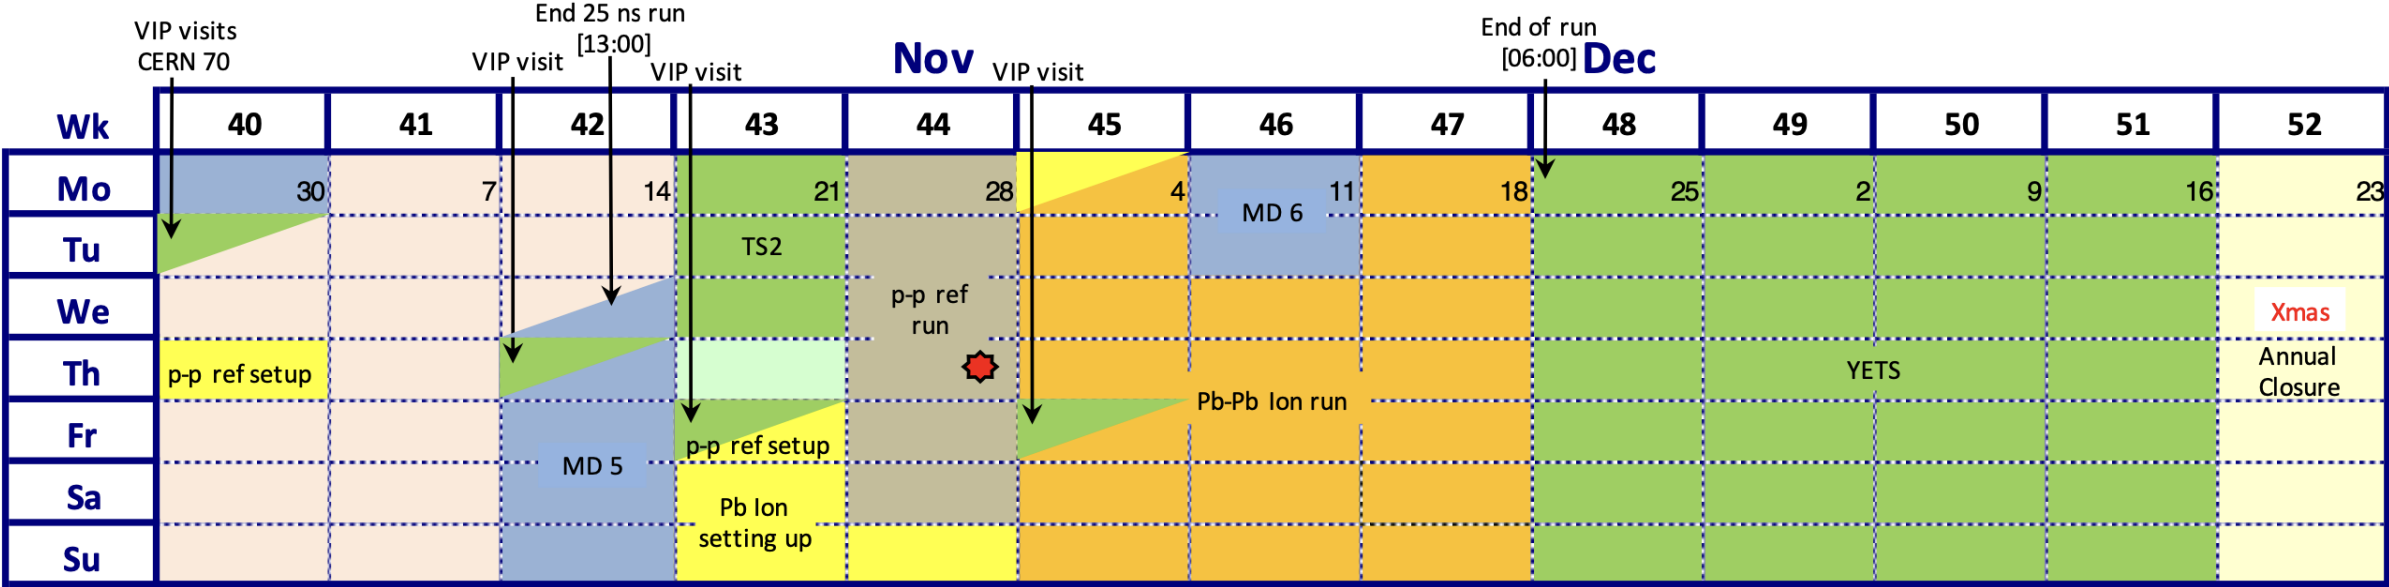 End 25 ns run
VIP visits
CERN 70
VIP visit
[13:00]
VIP visit
Nov
VIP visit
End of run
[06:00]
Dec
Wk 40 41 42 43 44 45 46 47 48 49 50 51 52
Mo 30 7 14 21 28 4 11 18 25 2 9 16 23
MD 6
Tu TS2
We p-p ref
run
Xmas
Th p-p ref setup
YETS
Annual
Closure
Pb-Pb Ion run
Fr p-p ref setup
MD 5
Sa Pb Ion
setting up
Su